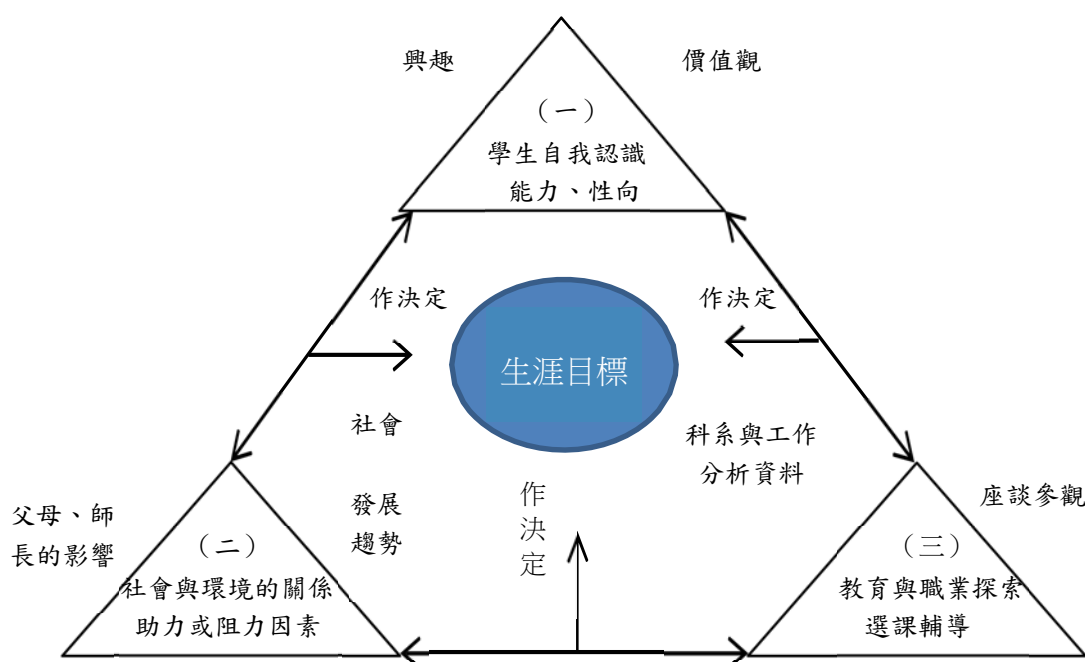 興趣
價值觀
（一）
學生自我認識
能力、性向
作決定
作決定
生涯目標
社會
發展
趨勢
科系與工作
分析資料
作
決
定
父母、師
長的影響
（二）
社會與環境的關係
助力或阻力因素
座談參觀
（三）
教育與職業探索
選課輔導